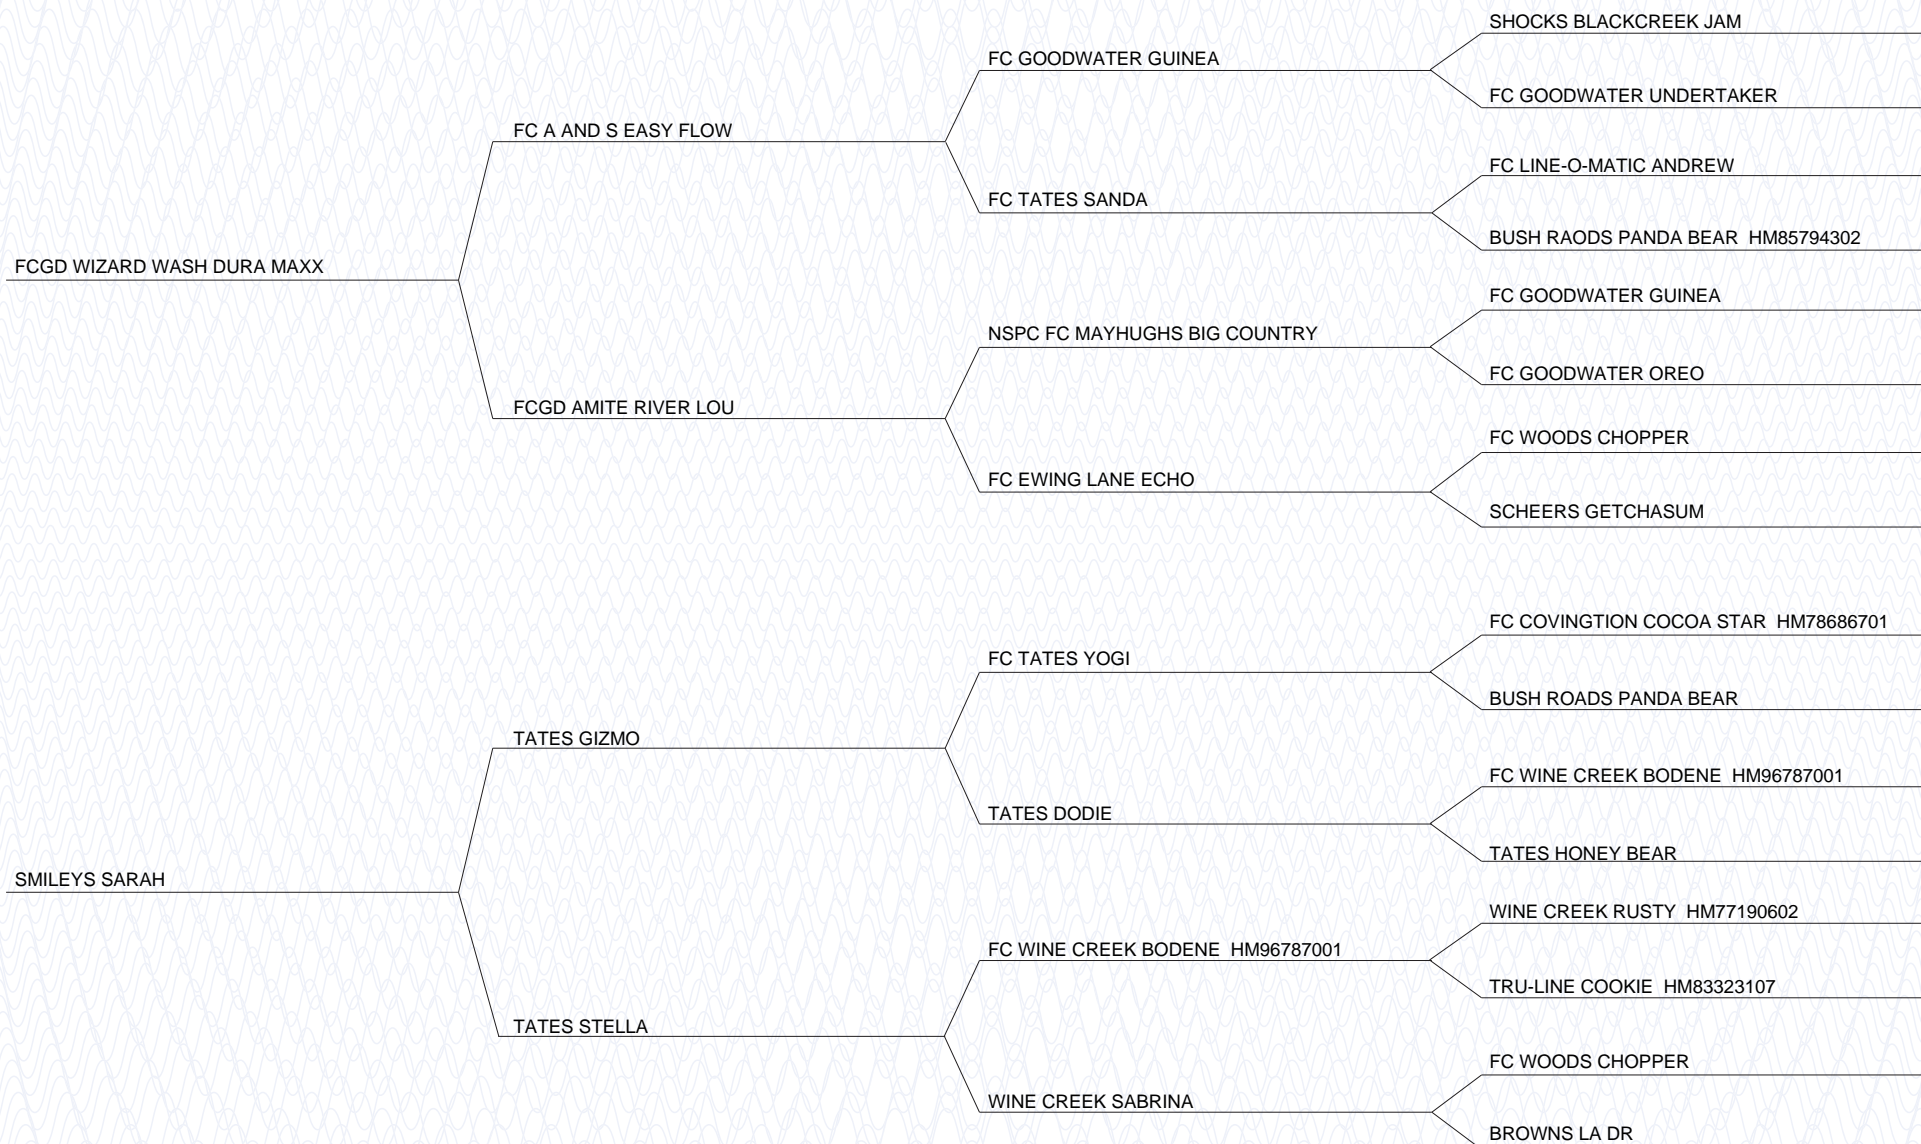 SHOCKS BLACKCREEK JAM
FC GOODWATER GUINEA
FC GOODWATER UNDERTAKER
FC A AND S EASY FLOW
FC LINE-O-MATIC ANDREW
FC TATES SANDA
BUSH RAODS PANDA BEAR HM85794302
FCGD WIZARD WASH DURA MAXX
FC GOODWATER GUINEA
NSPC FC MAYHUGHS BIG COUNTRY
FC GOODWATER OREO
FCGD AMITE RIVER LOU
FC WOODS CHOPPER
FC EWING LANE ECHO
SCHEERS GETCHASUM
FC COVINGTION COCOA STAR HM78686701
FC TATES YOGI
BUSH ROADS PANDA BEAR
TATES GIZMO
FC WINE CREEK BODENE HM96787001
TATES DODIE
TATES HONEY BEAR
SMILEYS SARAH
WINE CREEK RUSTY HM77190602
FC WINE CREEK BODENE HM96787001
TRU-LINE COOKIE HM83323107
TATES STELLA
FC WOODS CHOPPER
WINE CREEK SABRINA
BROWNS LA DR